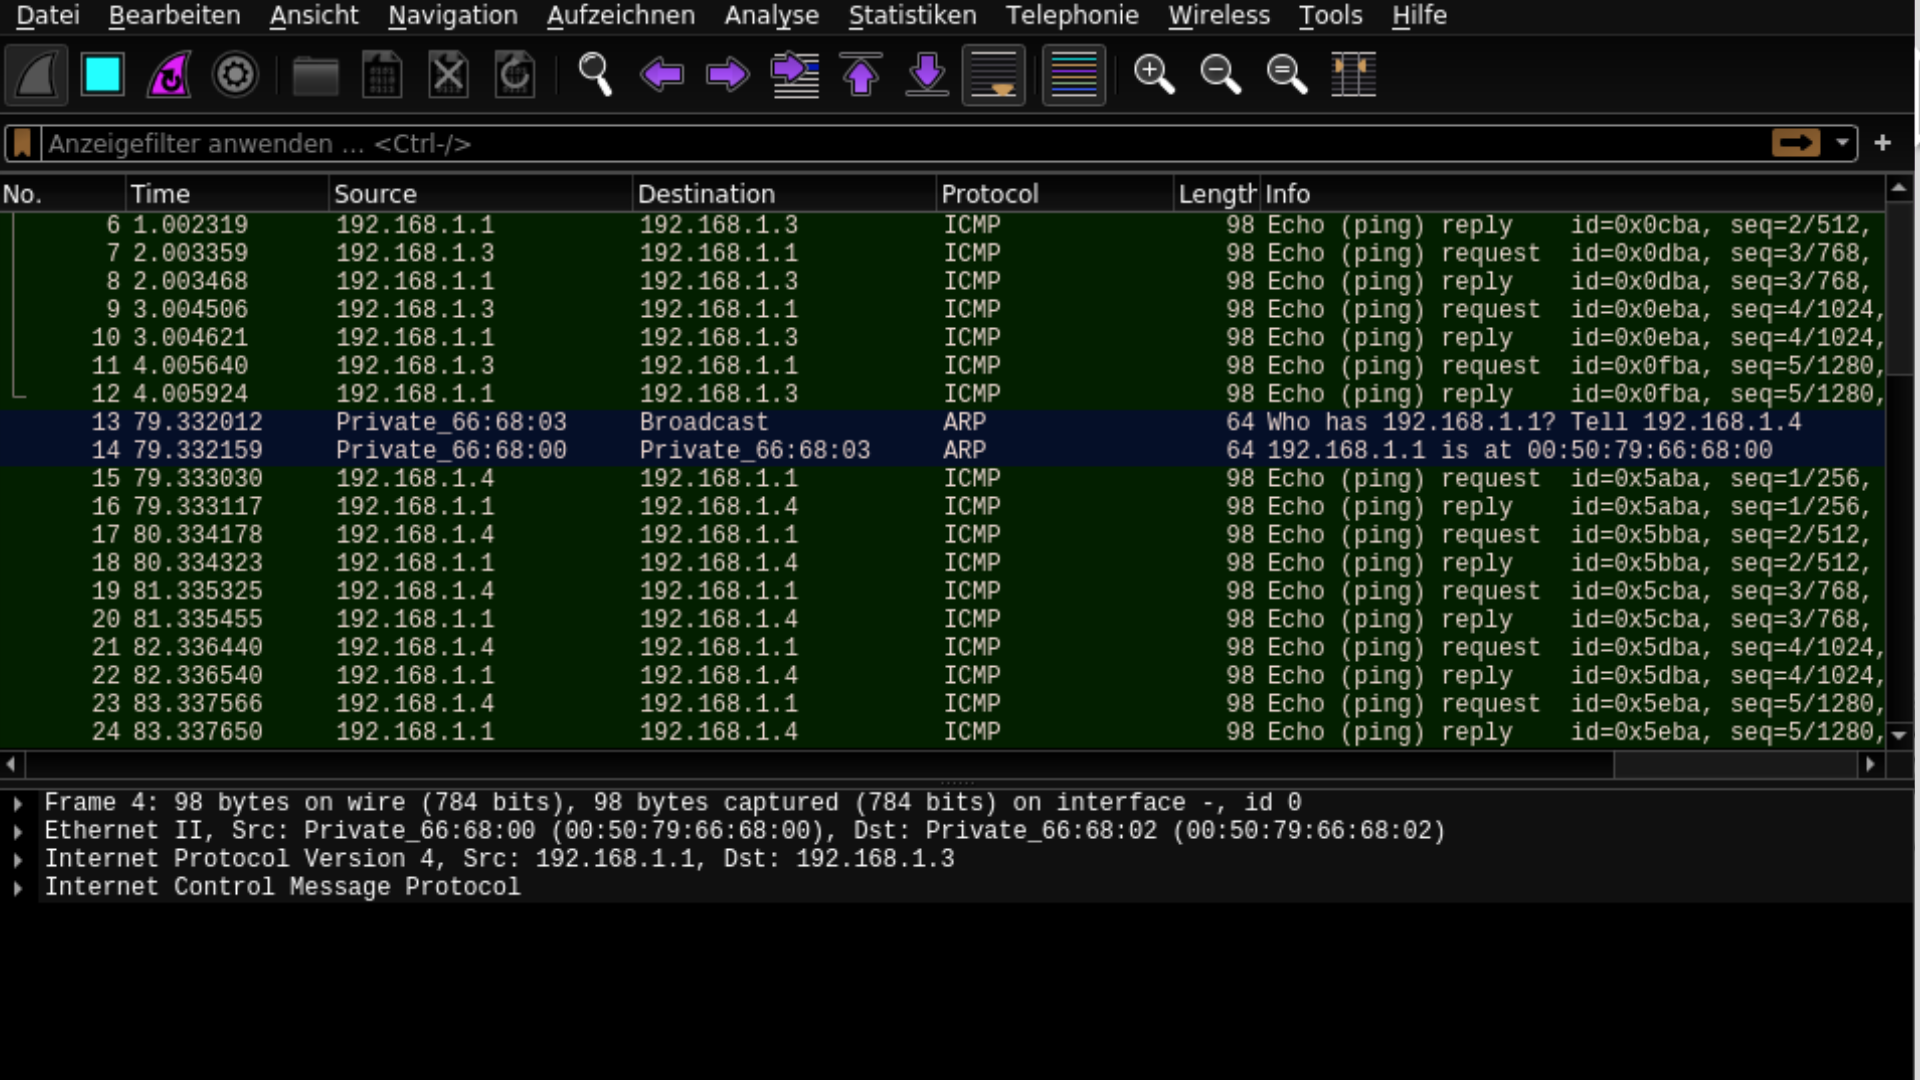 Datei Bearbeiten Ansicht Navigation Aufzeichnen Analyse Statistiken Telephonie Wireless Tools Hilfe
Anzeigefilter anwenden ... <Ctrl-/>
No. Time Source Destination Protocol Length Info
6 1.002319 192.168.1.1 192.168.1.3 ICMP 98 Echo (ping) reply id=0x0cba, seq=2/512,
7 2.003359 192.168.1.3 192.168.1.1 ICMP 98 Echo (ping) request id=0x0dba, seq=3/768,
8 2.003468 192.168.1.1 192.168.1.3 ICMP 98 Echo (ping) reply id=0x0dba, seq=3/768,
9 3.004506 192.168.1.3 192.168.1.1 ICMP 98 Echo (ping) request id=0x0eba, seq=4/1024,
10 3.004621 192.168.1.1 192.168.1.3 ICMP 98 Echo (ping) reply id=0x0eba, seq=4/1024,
11 4.005640 192.168.1.3 192.168.1.1 ICMP 98 Echo (ping) request id=0x0fba, seq=5/1280,
12 4.005924 192.168.1.1 192.168.1.3 ICMP 98 Echo (ping) reply id=0x0fba, seq=5/1280,
13 79.332012 Private_66:68:03 Broadcast ARP 64 Who has 192.168.1.1? Tell 192.168.1.4
14 79.332159 Private_66:68:00 Private_66:68:03 ARP 64 192.168.1.1 is at 00:50:79:66:68:00
15 79.333030 192.168.1.4 192.168.1.1 ICMP 98 Echo (ping) request id=0x5aba, seq=1/256,
16 79.333117 192.168.1.1 192.168.1.4 ICMP 98 Echo (ping) reply id=0x5aba, seq=1/256,
17 80.334178 192.168.1.4 192.168.1.1 ICMP 98 Echo (ping) request id=0x5bba, seq=2/512,
18 80.334323 192.168.1.1 192.168.1.4 ICMP 98 Echo (ping) reply id=0x5bba, seq=2/512,
19 81.335325 192.168.1.4 192.168.1.1 ICMP 98 Echo (ping) request id=0x5cba, seq=3/768,
20 81.335455 192.168.1.1 192.168.1.4 ICMP 98 Echo (ping) reply id=0x5cba, seq=3/768,
21 82.336440 192.168.1.4 192.168.1.1 ICMP 98 Echo (ping) request id=0x5dba, seq=4/1024,
22 82.336540 192.168.1.1 192.168.1.4 ICMP 98 Echo (ping) reply id=0x5dba, seq=4/1024,
23 83.337566 192.168.1.4 192.168.1.1 ICMP 98 Echo (ping) request id=0x5eba, seq=5/1280,
24 83.337650 192.168.1.1 192.168.1.4 ICMP 98 Echo (ping) reply id=0x5eba, seq=5/1280,
Frame 4: 98 bytes on wire (784 bits), 98 bytes captured (784 bits) on interface -, id 0
Ethernet II, Src: Private_66:68:00 (00:50:79:66:68:00), Dst: Private_66:68:02 (00:50:79:66:68:02)
Internet Protocol Version 4, Src: 192.168.1.1, Dst: 192.168.1.3
Internet Control Message Protocol